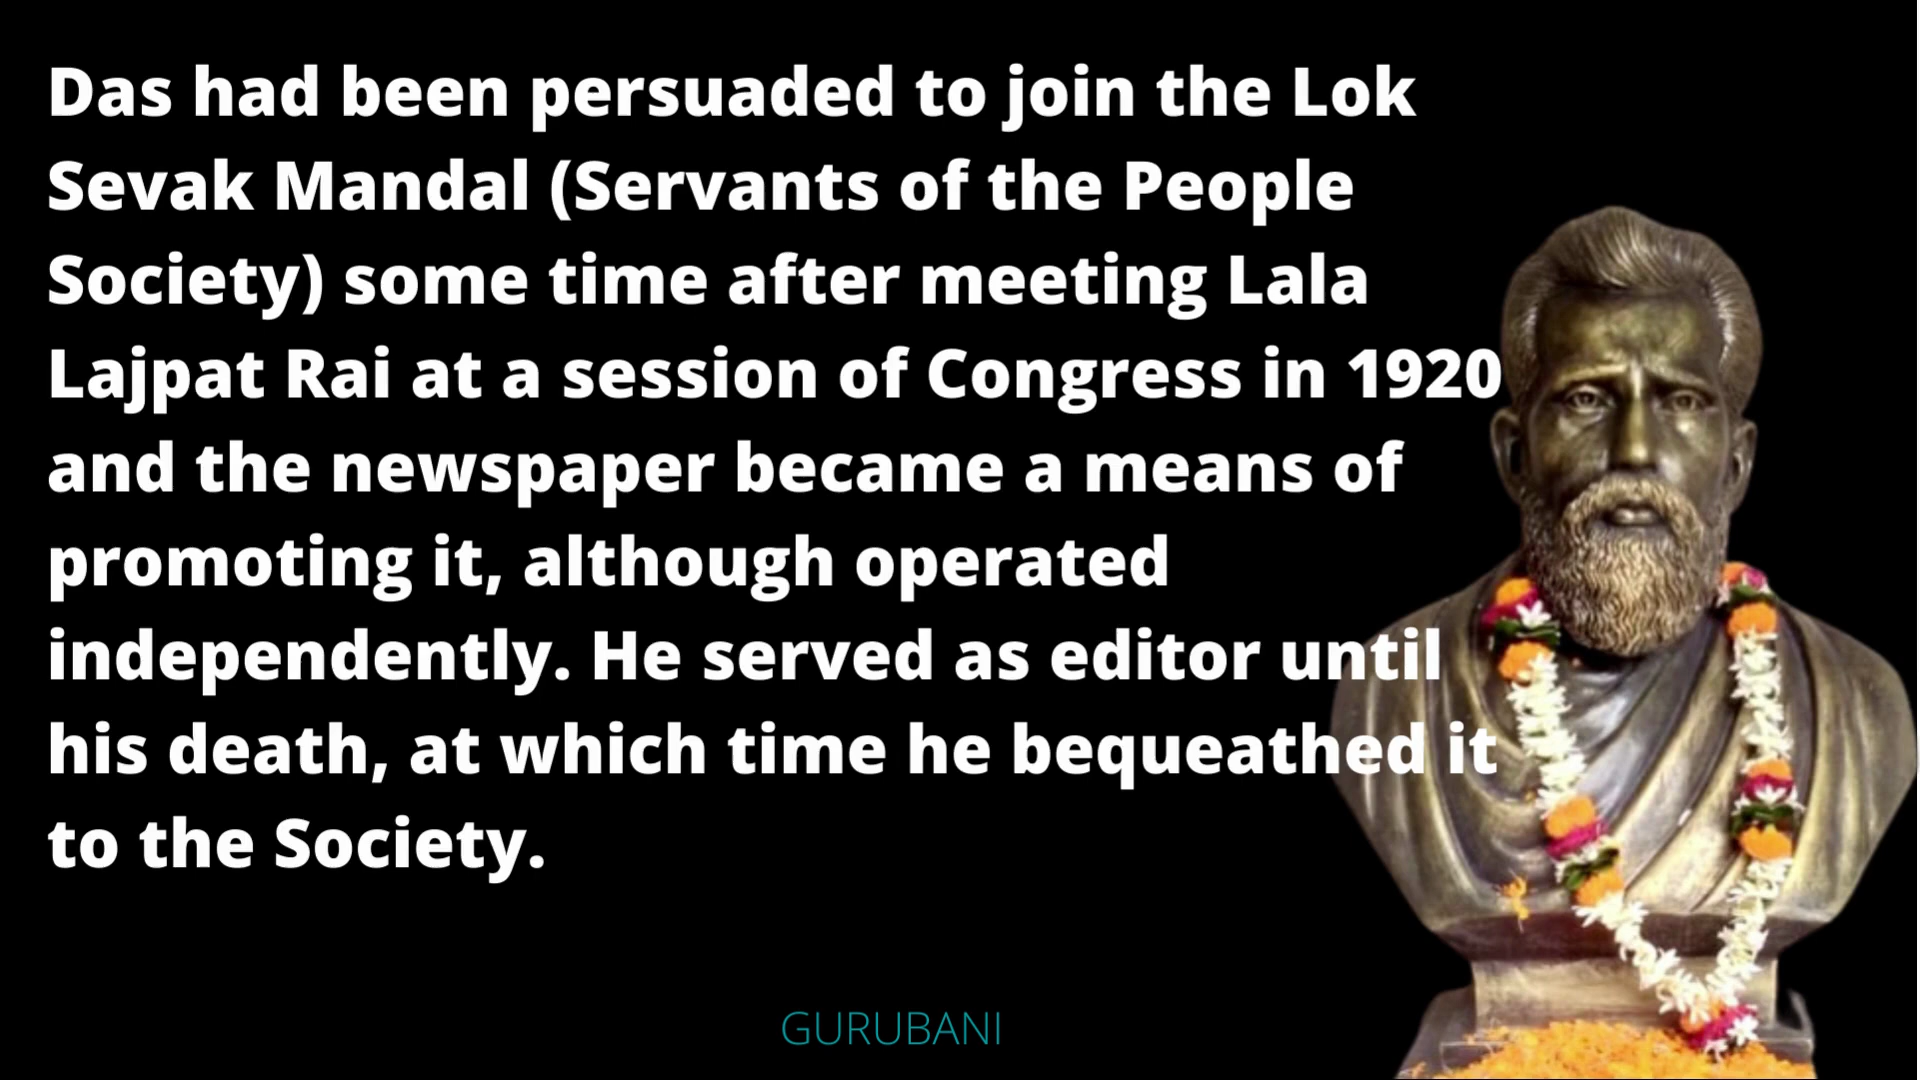 Das had been persuaded to join the Lok
Sevak Mandal (Servants of the People
Society) some time after meeting Lala
Lajpat Rai at a session of Congress in 1920
and the newspaper became a means of
promoting it, although operated
independently. He served as editor until
his death, at which time he bequeathed it
to the Society.
GURUBANI